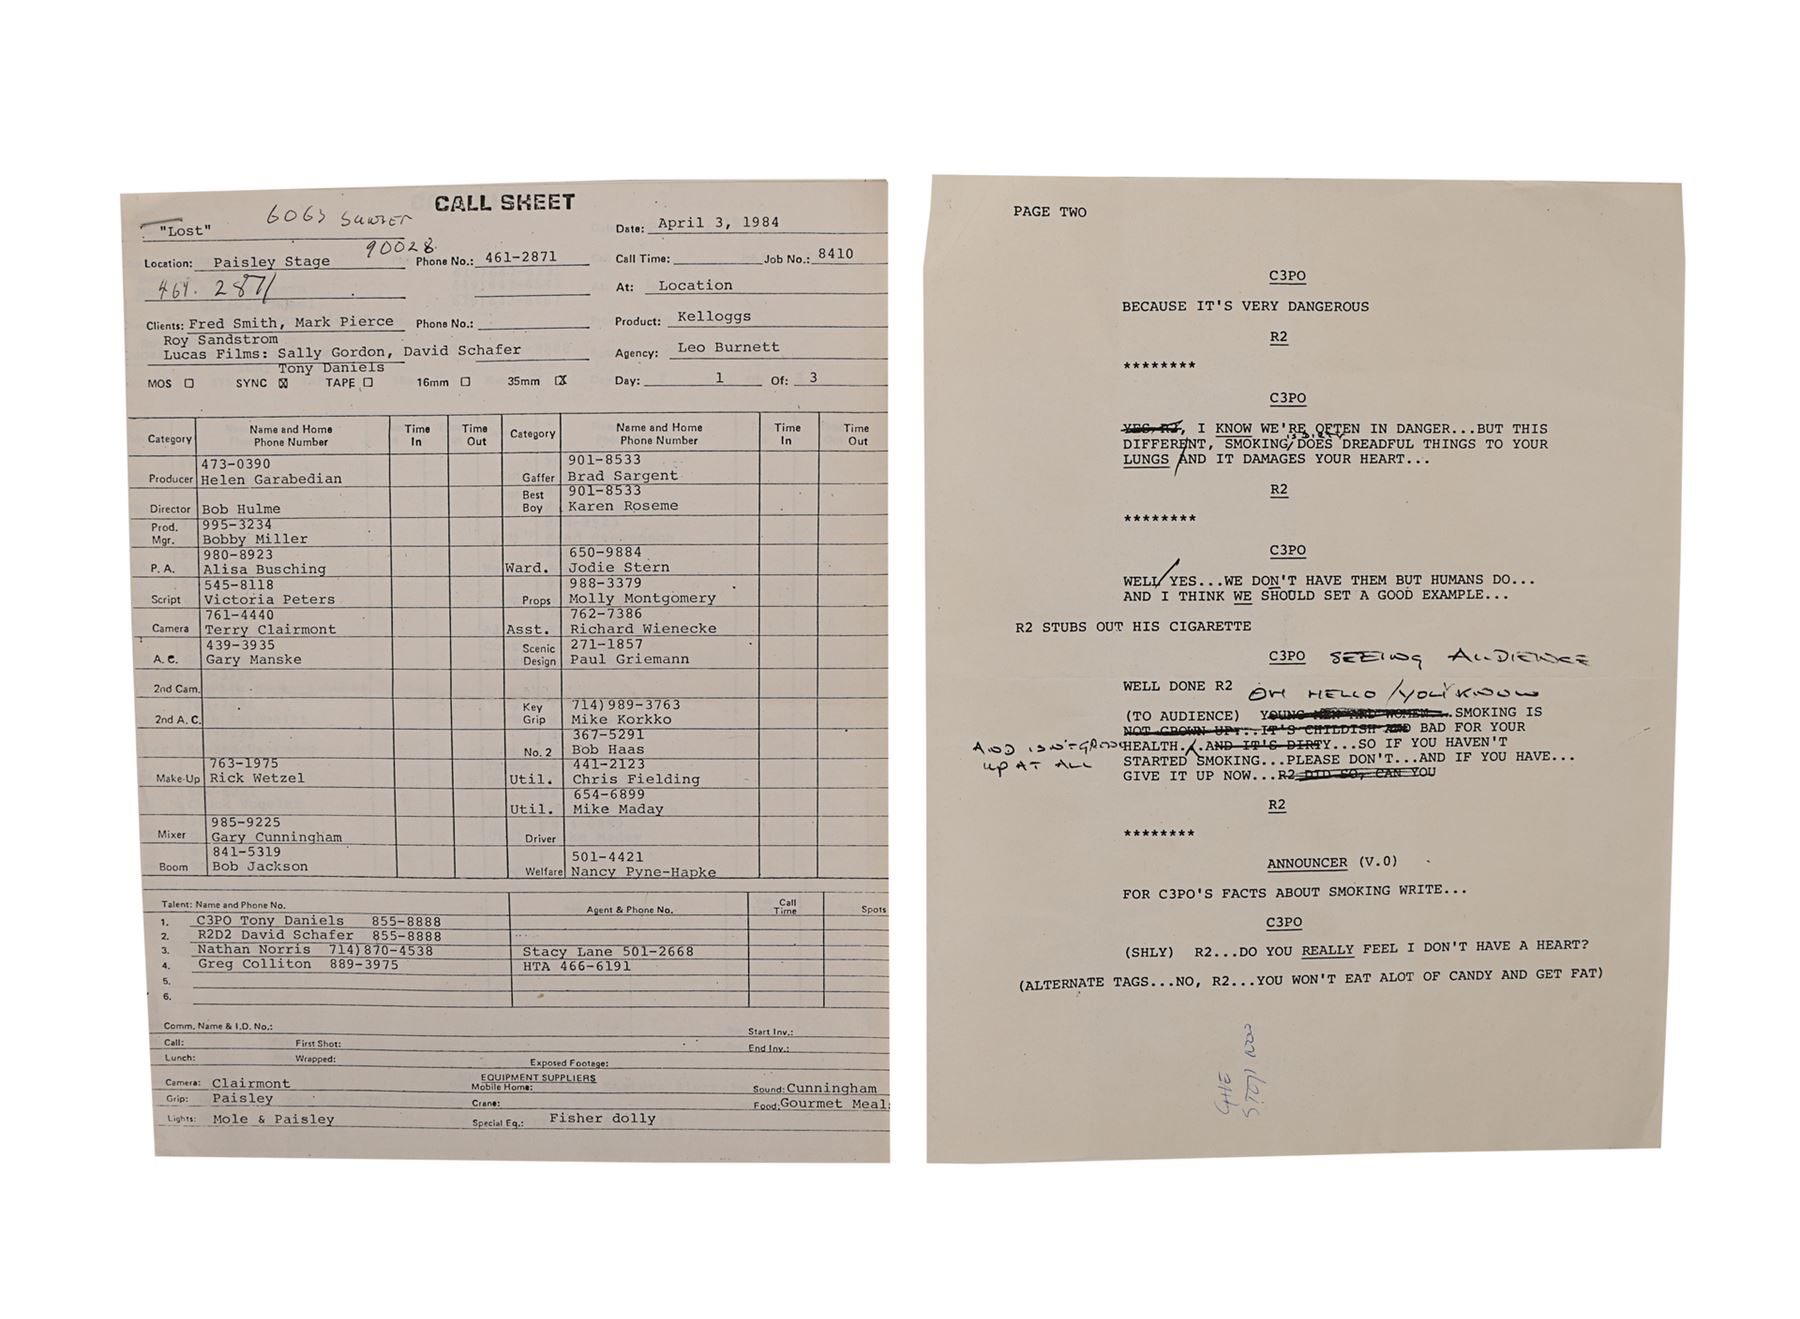 CALL SHEET
6063 Sunset
"Lost"
Date: April 3, 1984
90028
Location: Paisley Stage Phone No.: 461-2871 Call Time: Job No.: 8410
464. 2871
At: Location
Clients: Fred Smith, Mark Pierce Phone No.: Product: Kelloggs
Roy Sandstrom
Lucas Films: Sally Gordon, David Schafer Agency: Leo Burnett
Tony Daniels
MOS SYNC TAPE 16mm 35mm Day: 1 Of: 3
Category Name and Home Phone Number Time In Time Out Category Name and Home Phone Number Time In Time Out
473-0390 901-8533
Producer Helen Garabedian Gaffer Brad Sargent
Best 901-8533
Director Bob Hulme Boy Karen Roseme
Prod. 995-3234
Mgr. Bobby Miller
980-8923 650-9884
P.A. Alisa Busching Ward. Jodie Stern
545-8118 988-3379
Script Victoria Peters Props Molly Montgomery
761-4440 762-7386
Camera Terry Clairmont Asst. Richard Wienecke
439-3935 Scenic 271-1857
A.C. Gary Manske Design Paul Griemann
2nd Cam.
Key 714)989-3763
2nd A.C. Grip Mike Korkko
367-5291
No. 2 Bob Haas
763-1975 441-2123
Make-Up Rick Wetzel Util. Chris Fielding
654-6899
Util. Mike Maday
985-9225
Mixer Gary Cunningham Driver
841-5319 501-4421
Boom Bob Jackson Welfare Nancy Pyne-Hapke
Talent: Name and Phone No. Agent & Phone No. Call Time Spots
1. C3PO Tony Daniels 855-8888
2. R2D2 David Schafer 855-8888
3. Nathan Norris 714)870-4538 Stacy Lane 501-2668
4. Greg Colliton 889-3975 HTA 466-6191
5.
6.
Comm. Name & I.D. No.: Start Inv.:
Call: First Shot: End Inv.:
Lunch: Wrapped: Exposed Footage:
EQUIPMENT SUPPLIERS
Camera: Clairmont Mobile Home: Sound: Cunningham
Grip: Paisley Crane: Food: Gourmet Meal
Lights: Mole & Paisley Special Eq.: Fisher dolly
PAGE TWO
C3PO
BECAUSE IT'S VERY DANGEROUS
R2
********
C3PO
YES, R2, I KNOW WE'RE OFTEN IN DANGER...BUT THIS
DIFFERENT, SMOKING DOES DREADFUL THINGS TO YOUR
LUNGS AND IT DAMAGES YOUR HEART...
R2
********
C3PO
WELL YES...WE DON'T HAVE THEM BUT HUMANS DO...
AND I THINK WE SHOULD SET A GOOD EXAMPLE...
R2 STUBS OUT HIS CIGARETTE
C3PO SEEING AUDIENCE
WELL DONE R2 OH HELLO / YOU KNOW
(TO AUDIENCE) YOUNG MEN AND WOMEN...SMOKING IS
NOT GROWN UP...IT'S CHILDISH AND BAD FOR YOUR
AND ISN'T GROWN HEALTH...AND IT'S DIRTY...SO IF YOU HAVEN'T
UP AT ALL STARTED SMOKING...PLEASE DON'T...AND IF YOU HAVE...
GIVE IT UP NOW...R2 DID SO, CAN YOU
R2
********
ANNOUNCER (V.O)
FOR C3PO'S FACTS ABOUT SMOKING WRITE...
C3PO
(SHLY) R2...DO YOU REALLY FEEL I DON'T HAVE A HEART?
(ALTERNATE TAGS...NO, R2...YOU WON'T EAT ALOT OF CANDY AND GET FAT)